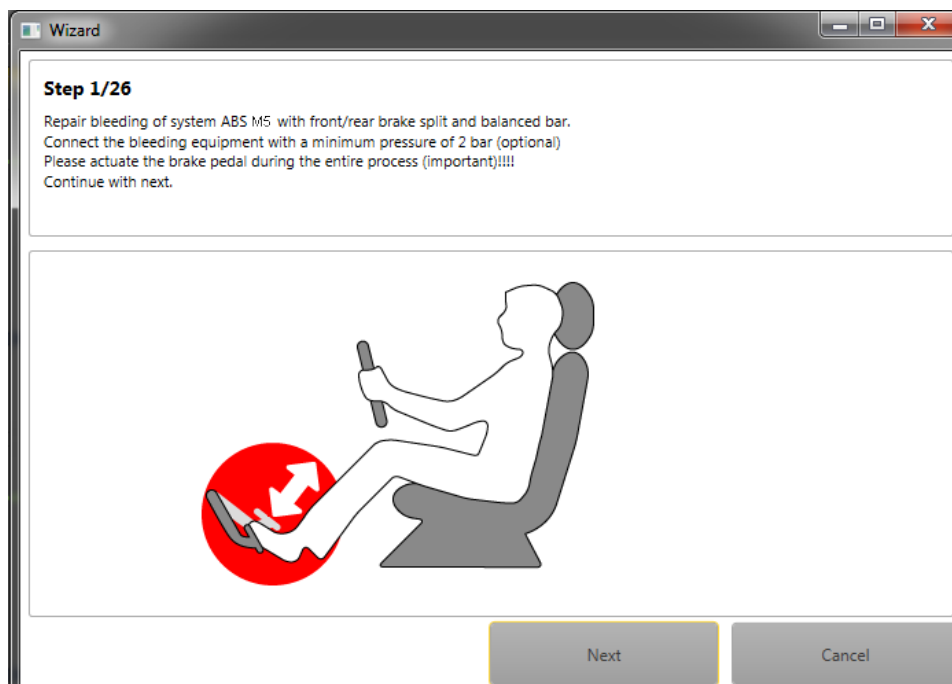 Wizard
Step 1/26
Repair bleeding of system ABS M5 with front/rear brake split and balanced bar.
Connect the bleeding equipment with a minimum pressure of 2 bar (optional)
Please actuate the brake pedal during the entire process (important)!!!!
Continue with next.
Next
Cancel